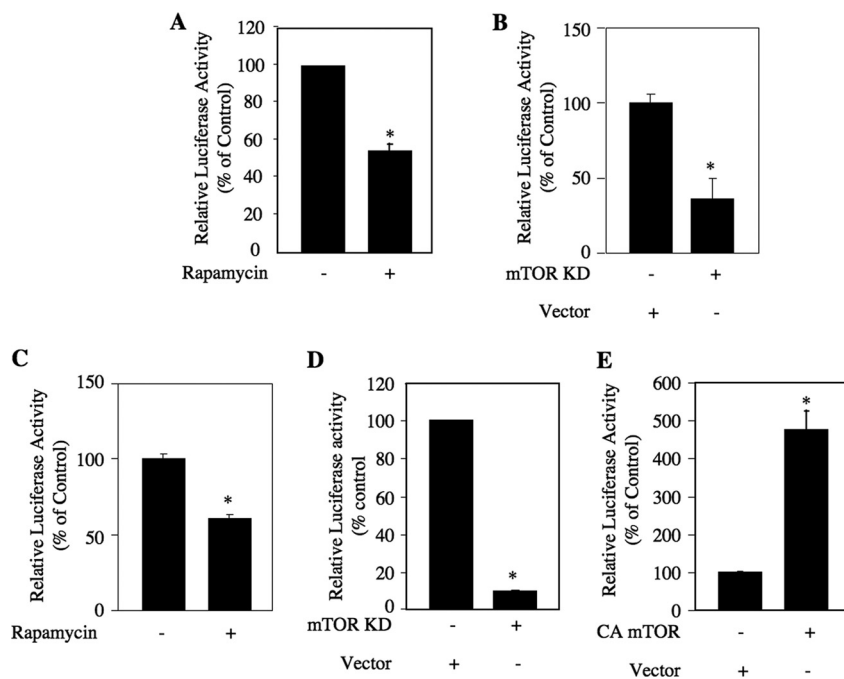 A
Relative Luciferase Activity
(% of Control)
120
100
80
60
40
20
0
*
Rapamycin - +
B
Relative Luciferase Activity
(% of Control)
150
100
50
0
*
mTOR KD - +
Vector + -
C
Relative Luciferase Activity
(% of Control)
150
100
50
0
*
Rapamycin - +
D
Relative Luciferase activity
(% control
120
100
80
60
40
20
0
*
mTOR KD - +
Vector + -
E
Relative Luciferase Activity
(% of Control)
600
500
400
300
200
100
0
*
CA mTOR - +
Vector + -